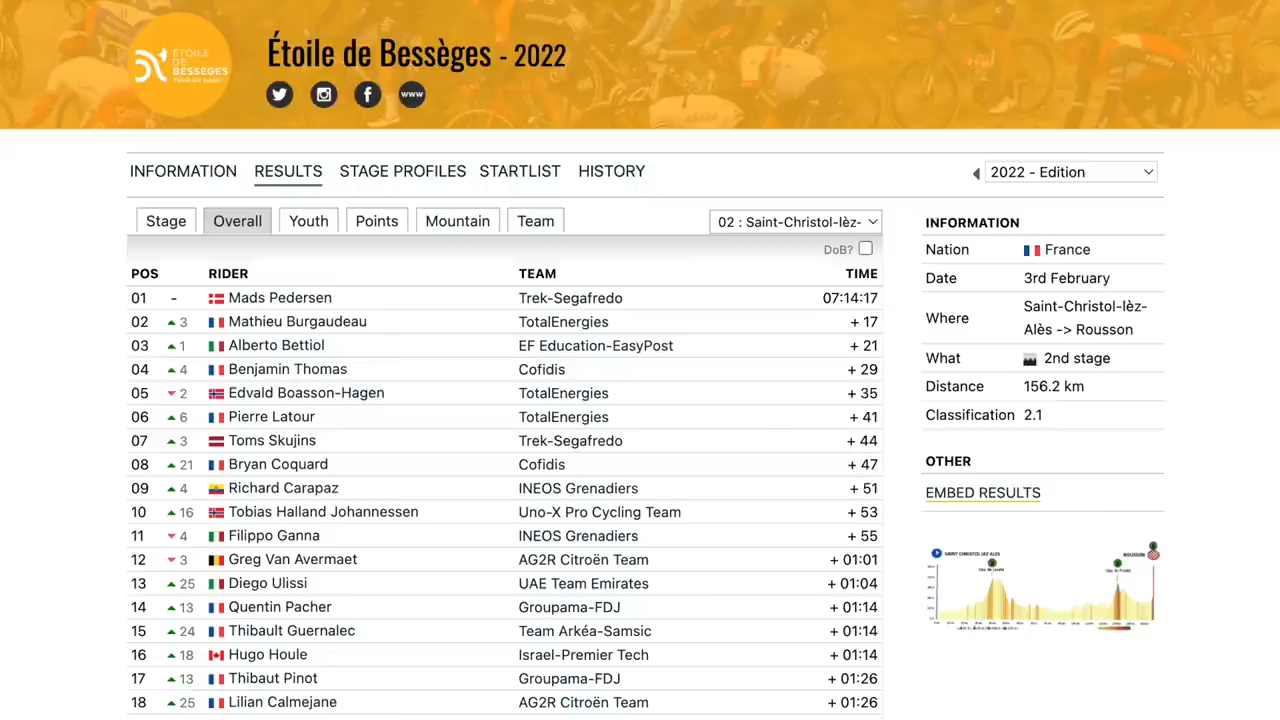 ÉTOILE
DE
BESSÈGES
Étoile de Bessèges - 2022
www
INFORMATION RESULTS STAGE PROFILES STARTLIST HISTORY
2022 - Edition
Stage Overall Youth Points Mountain Team
02 : Saint-Christol-lèz-
DoB?
POS RIDER TEAM TIME
01 - Mads Pedersen Trek-Segafredo 07:14:17
02 3 Mathieu Burgaudeau TotalEnergies + 17
03 1 Alberto Bettiol EF Education-EasyPost + 21
04 4 Benjamin Thomas Cofidis + 29
05 2 Edvald Boasson-Hagen TotalEnergies + 35
06 6 Pierre Latour TotalEnergies + 41
07 3 Toms Skujins Trek-Segafredo + 44
08 21 Bryan Coquard Cofidis + 47
09 4 Richard Carapaz INEOS Grenadiers + 51
10 16 Tobias Halland Johannessen Uno-X Pro Cycling Team + 53
11 4 Filippo Ganna INEOS Grenadiers + 55
12 3 Greg Van Avermaet AG2R Citroën Team + 01:01
13 25 Diego Ulissi UAE Team Emirates + 01:04
14 13 Quentin Pacher Groupama-FDJ + 01:14
15 24 Thibault Guernalec Team Arkéa-Samsic + 01:14
16 18 Hugo Houle Israel-Premier Tech + 01:14
17 13 Thibaut Pinot Groupama-FDJ + 01:26
18 25 Lilian Calmejane AG2R Citroën Team + 01:26
INFORMATION
Nation France
Date 3rd February
Where Saint-Christol-lèz-
Alès -> Rousson
What 2nd stage
Distance 156.2 km
Classification 2.1
OTHER
EMBED RESULTS
SAINT CHRISTOL LEZ ALES
ROUSSON